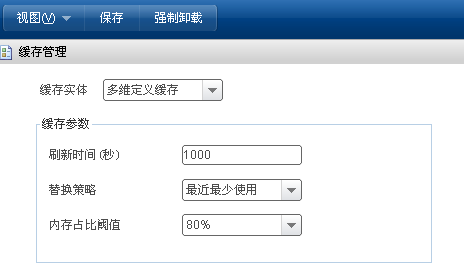 视图(V) 保存 强制卸载
缓存管理
缓存实体 多维定义缓存
缓存参数
刷新时间(秒) 1000
替换策略 最近最少使用
内存占比阈值 80%